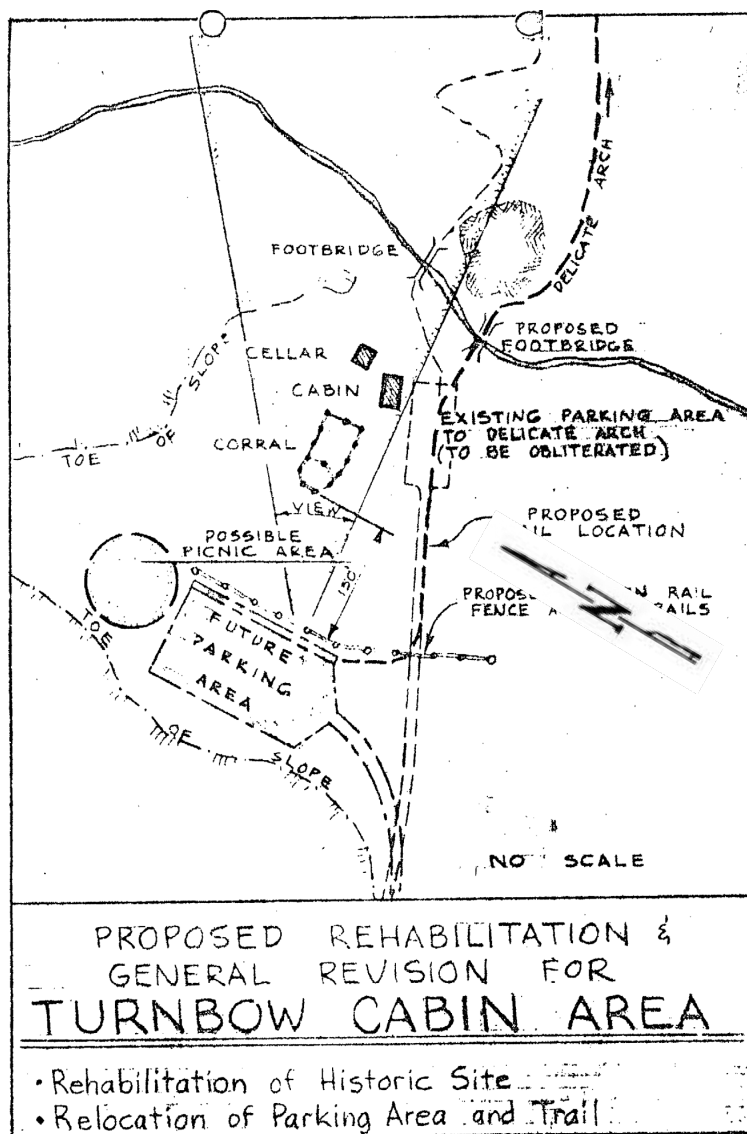 DELICATE ARCH
FOOTBRIDGE
PROPOSED
FOOTBRIDGE
CELLAR
CABIN
CORRAL
TOE OF SLOPE
EXISTING PARKING AREA
TO DELICATE ARCH
(TO BE OBLITERATED)
VIEW
POSSIBLE
PICNIC AREA
150'
PROPOSED
LOCATION
RAIL
FENCE
N
FUTURE
PARKING
AREA
TOE OF SLOPE
NO SCALE
PROPOSED REHABILITATION &
GENERAL REVISION FOR
TURNBOW CABIN AREA
• Rehabilitation of Historic Site
• Relocation of Parking Area and Trail